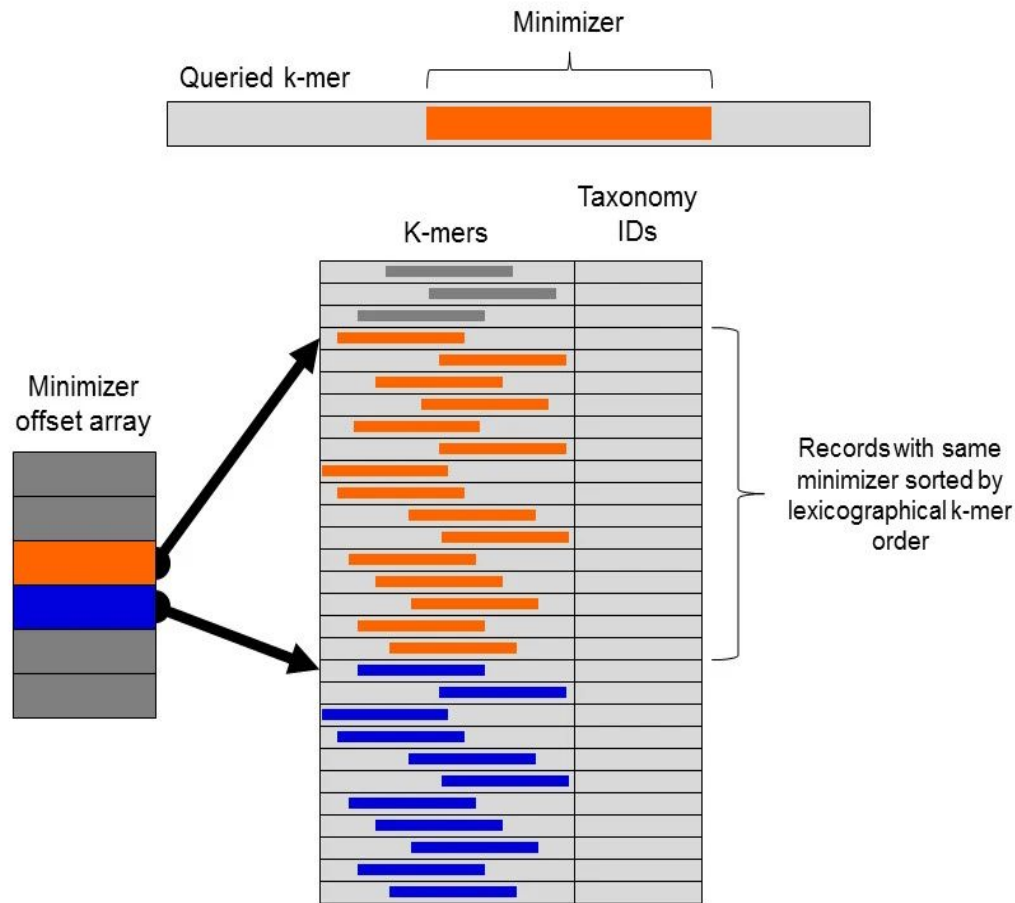 Minimizer
Queried k-mer
Taxonomy
IDs
K-mers
Minimizer
offset array
Records with same
minimizer sorted by
lexicographical k-mer
order